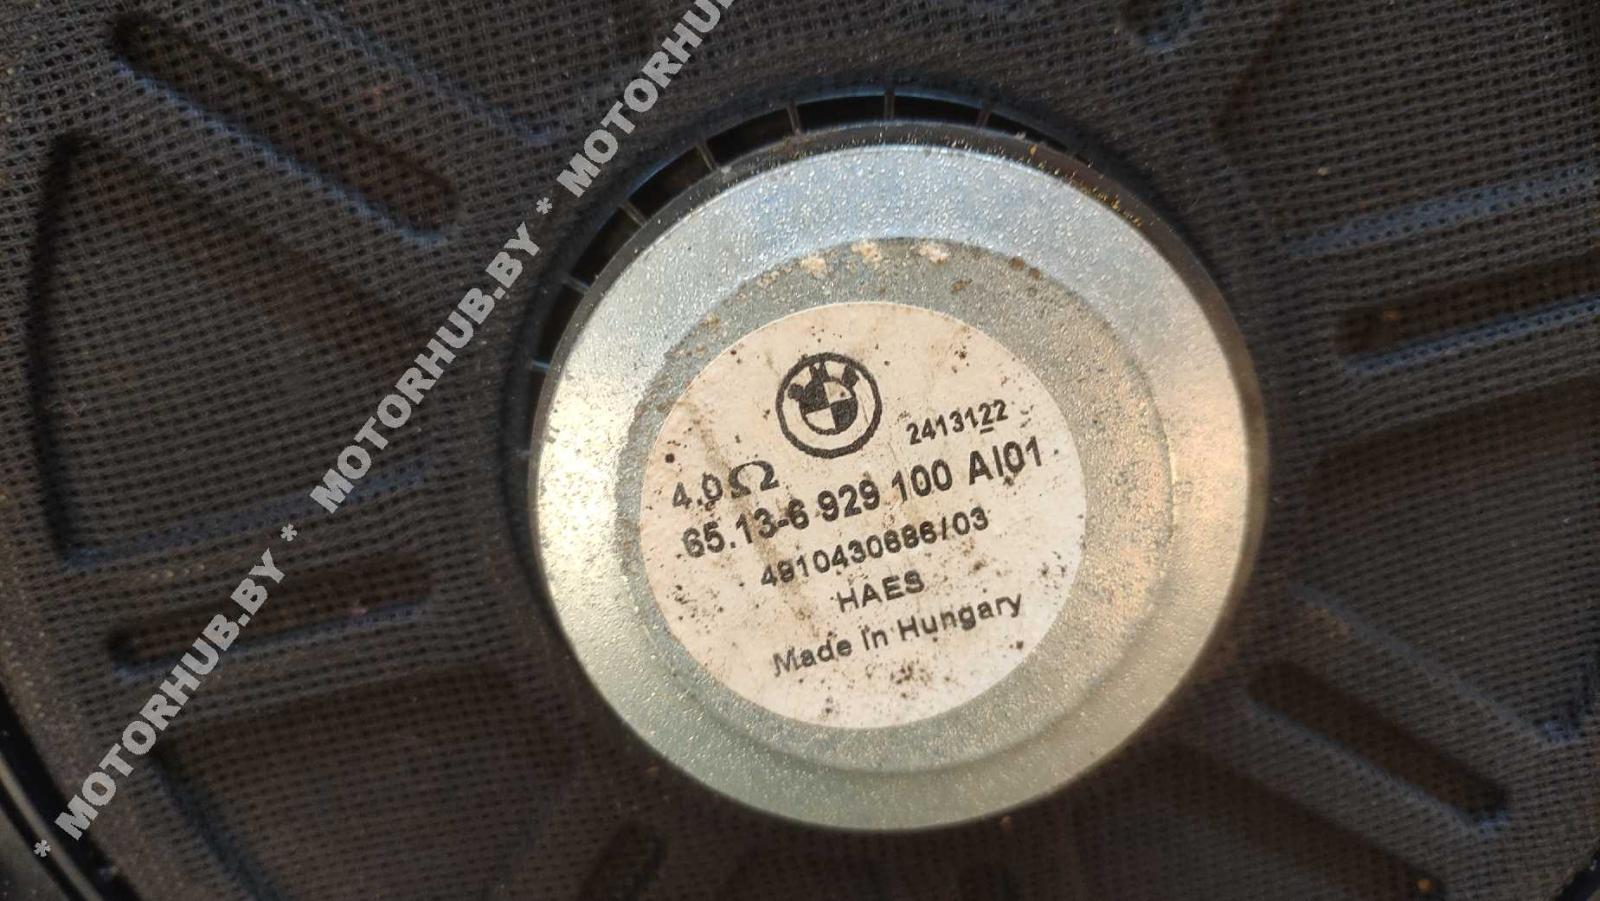 * MOTORHUB.BY * MOTORHUB.BY * MOTORHUB
2413122
4.0Ω
65.13-6 929 100 AI01
4910430686/03
HAES
Made in Hungary